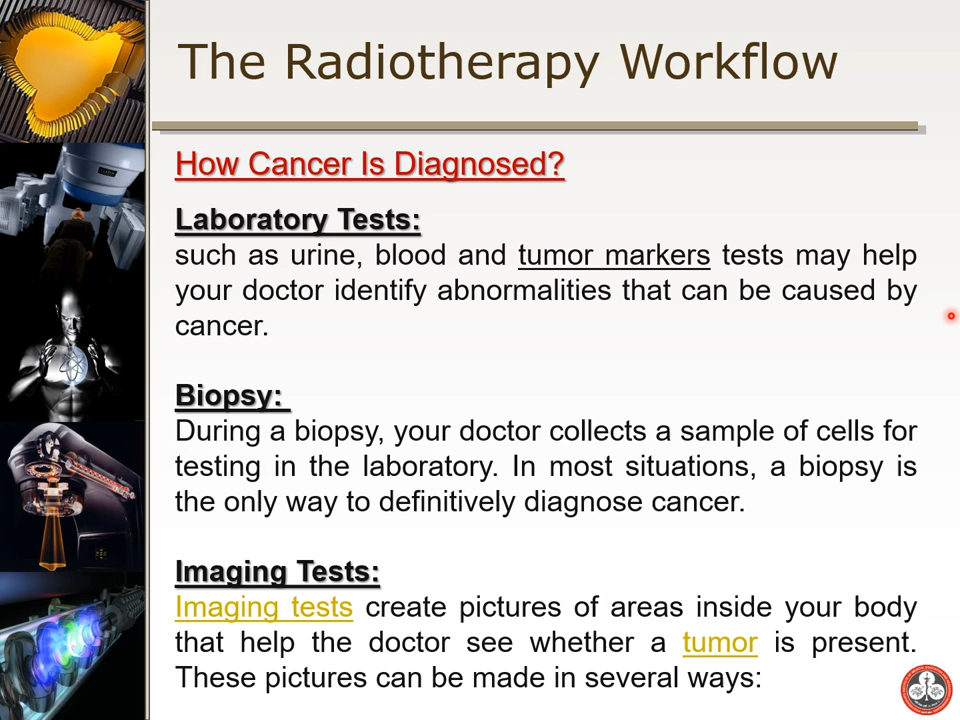 The Radiotherapy Workflow
How Cancer Is Diagnosed?
Laboratory Tests:
such as urine, blood and tumor markers tests may help
your doctor identify abnormalities that can be caused by
cancer.
Biopsy:
During a biopsy, your doctor collects a sample of cells for
testing in the laboratory. In most situations, a biopsy is
the only way to definitively diagnose cancer.
Imaging Tests:
Imaging tests create pictures of areas inside your body
that help the doctor see whether a tumor is present.
These pictures can be made in several ways: